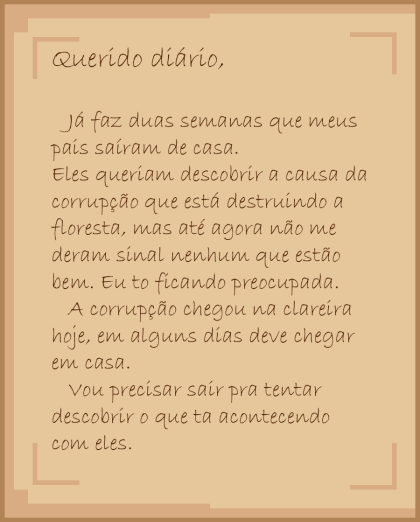 Querido diário,
Já faz duas semanas que meus
pais saíram de casa.
Eles queriam descobrir a causa da
corrupção que está destruindo a
floresta, mas até agora não me
deram sinal nenhum que estão
bem. Eu to ficando preocupada.
A corrupção chegou na clareira
hoje, em alguns dias deve chegar
em casa.
Vou precisar sair pra tentar
descobrir o que ta acontecendo
com eles.